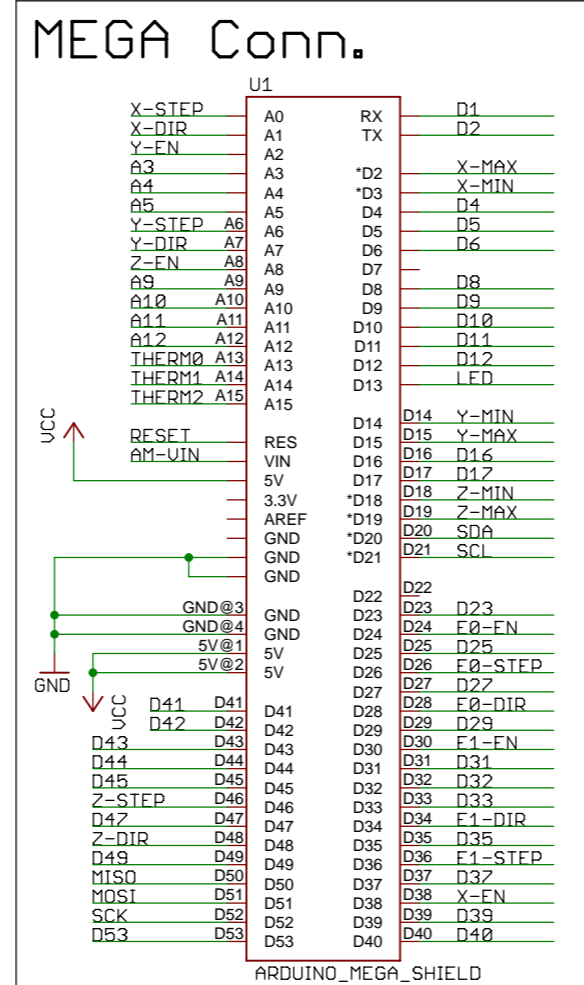 MEGA Conn.
U1
X-STEP A0 RX D1
X-DIR A1 TX D2
Y-EN A2
A3 A3 *D2 X-MAX
A4 A4 *D3 X-MIN
A5 A5 D4 D4
Y-STEP A6 A6 D5 D5
Y-DIR A7 A7 D6 D6
Z-EN A8 A8 D7
A9 A9 A9 D8 D8
A10 A10 A10 D9 D9
A11 A11 A11 D10 D10
A12 A12 A12 D11 D11
THERM0 A13 A13 D12 D12
THERM1 A14 A14 D13 LED
THERM2 A15 A15
VCC
D14 D14 Y-MIN
RESET RES D15 D15 Y-MAX
AM-VIN VIN D16 D16 D16
5V D17 D17 D17
3.3V *D18 D18 Z-MIN
AREF *D19 D19 Z-MAX
GND *D20 D20 SDA
GND *D21 D21 SCL
GND
D22 D22
GND@3 GND D23 D23 D23
GND@4 GND D24 D24 E0-EN
5V@1 5V D25 D25 D25
5V@2 5V D26 D26 E0-STEP
GND
D27 D27 D27
VCC
D41 D41 D41 D28 D28 E0-DIR
D42 D42 D42 D29 D29 D29
D43 D43 D43 D30 D30 E1-EN
D44 D44 D44 D31 D31 D31
D45 D45 D45 D32 D32 D32
Z-STEP D46 D46 D33 D33 D33
D47 D47 D47 D34 D34 E1-DIR
Z-DIR D48 D48 D35 D35 D35
D49 D49 D49 D36 D36 E1-STEP
MISO D50 D50 D37 D37 D37
MOSI D51 D51 D38 D38 X-EN
SCK D52 D52 D39 D39 D39
D53 D53 D53 D40 D40 D40
ARDUINO_MEGA_SHIELD